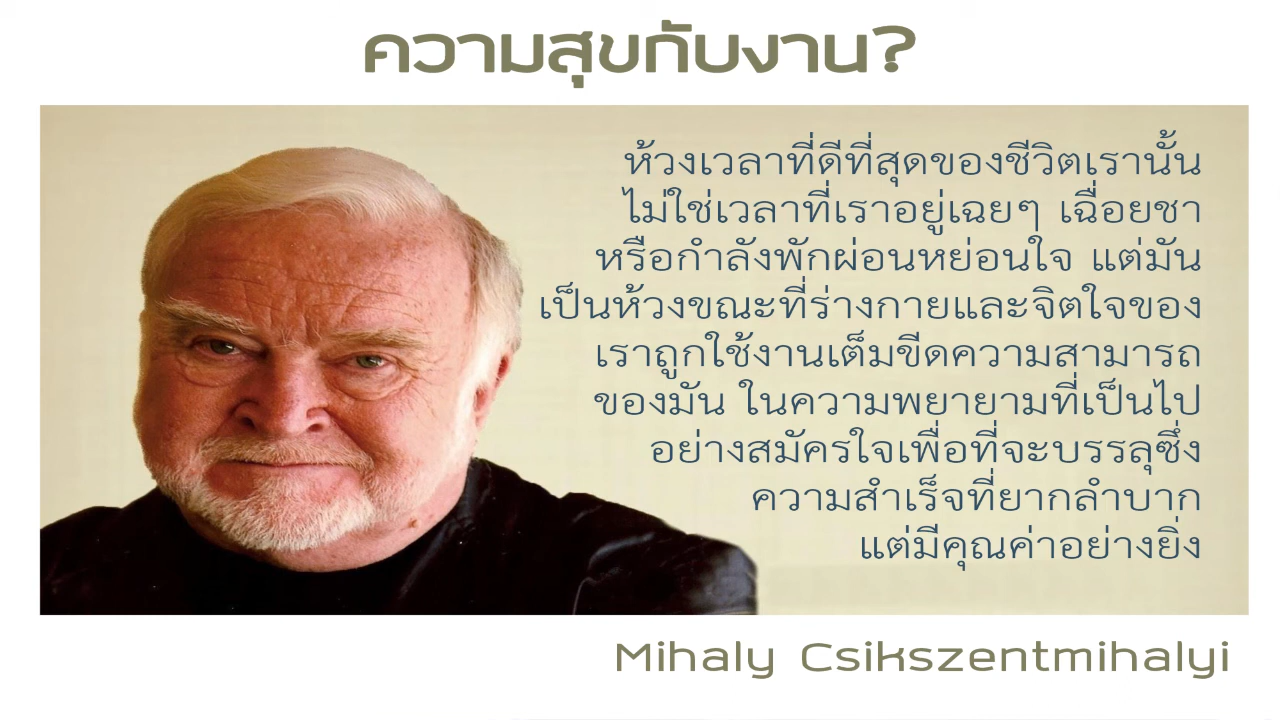 ความสุขกับงาน?
ห้วงเวลาที่ดีที่สุดของชีวิตเรานั้น
ไม่ใช่เวลาที่เราอยู่เฉยๆ เฉื่อยชา
หรือกำลังพักผ่อนหย่อนใจ แต่มัน
เป็นห้วงขณะที่ร่างกายและจิตใจของ
เราถูกใช้งานเต็มขีดความสามารถ
ของมัน ในความพยายามที่เป็นไป
อย่างสมัครใจเพื่อที่จะบรรลุซึ่ง
ความสำเร็จที่ยากลำบาก
แต่มีคุณค่าอย่างยิ่ง
Mihaly Csikszentmihalyi